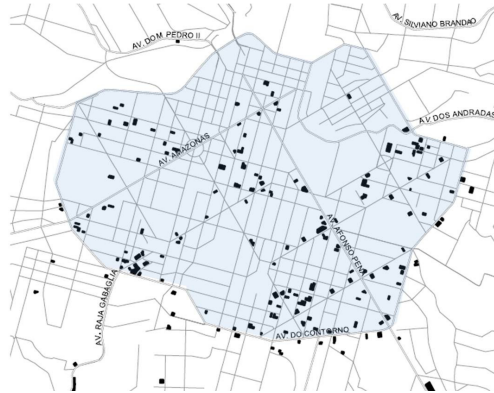 AV. SILVIANO BRANDAO
AV. DOM PEDRO II
AV. DOS ANDRADAS
AV. AMAZONAS
AV. AFONSO PENA
AV. RAJA GABAGLIA
AV. DO CONTORNO